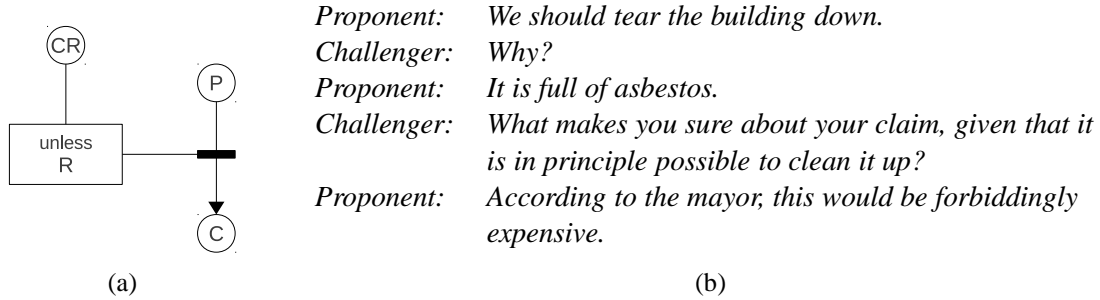 CR
P
unless
R
C
(a)
Proponent: We should tear the building down.
Challenger: Why?
Proponent: It is full of asbestos.
Challenger: What makes you sure about your claim, given that it
is in principle possible to clean it up?
Proponent: According to the mayor, this would be forbiddingly
expensive.
(b)